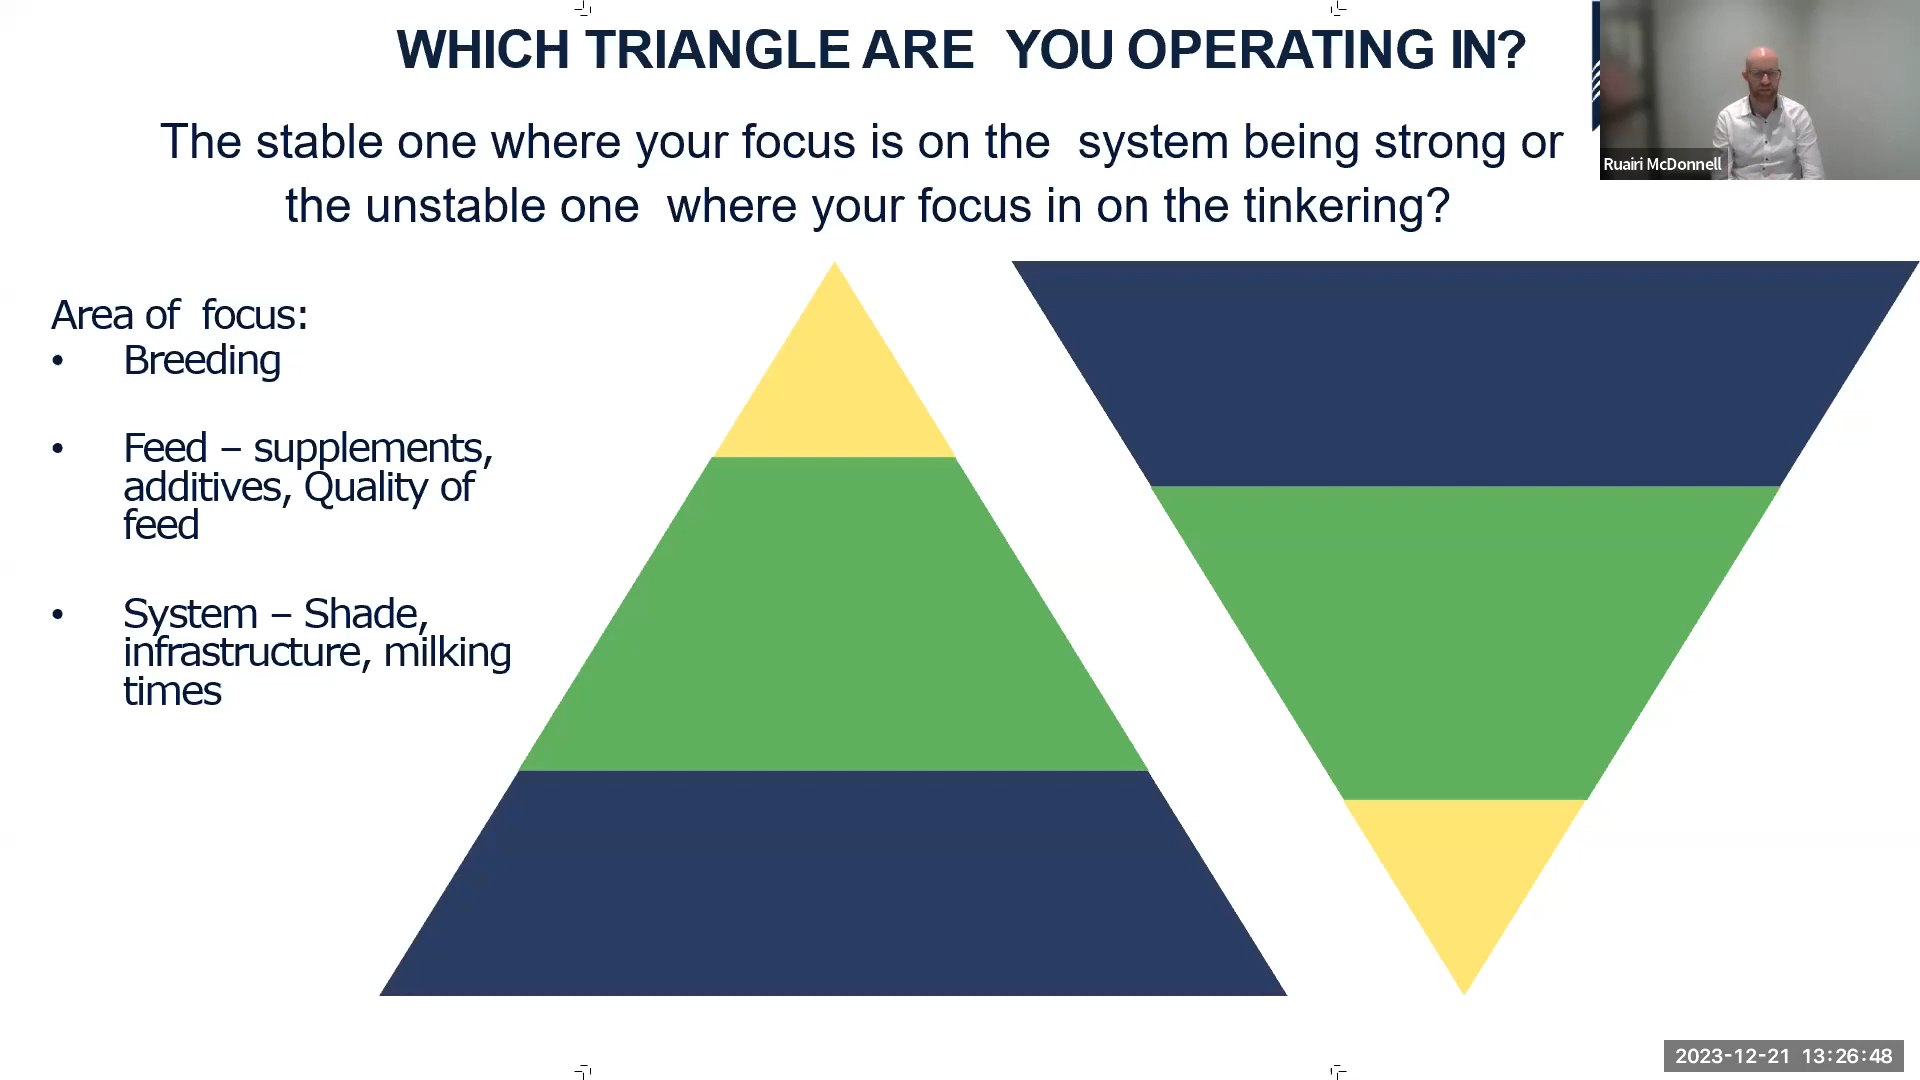 WHICH TRIANGLE ARE YOU OPERATING IN?
The stable one where your focus is on the system being strong or
the unstable one where your focus in on the tinkering?
Ruairi McDonnell
Area of focus:
• Breeding
• Feed – supplements,
additives, Quality of
feed
• System – Shade,
infrastructure, milking
times
2023-12-21 13:26:48